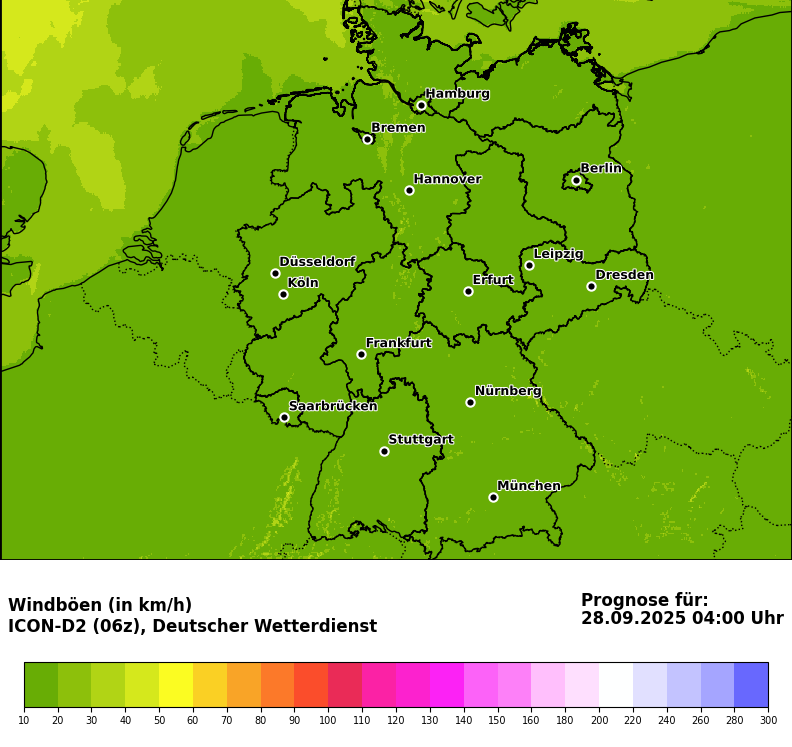 Hamburg
Bremen
Berlin
Hannover
Leipzig
Düsseldorf
Dresden
Köln
Erfurt
Frankfurt
Nürnberg
Saarbrücken
Stuttgart
München
Windböen (in km/h)
ICON-D2 (06z), Deutscher Wetterdienst
Prognose für:
28.09.2025 04:00 Uhr
10 20 30 40 50 60 70 80 90 100 110 120 130 140 150 160 180 200 220 240 260 280 300